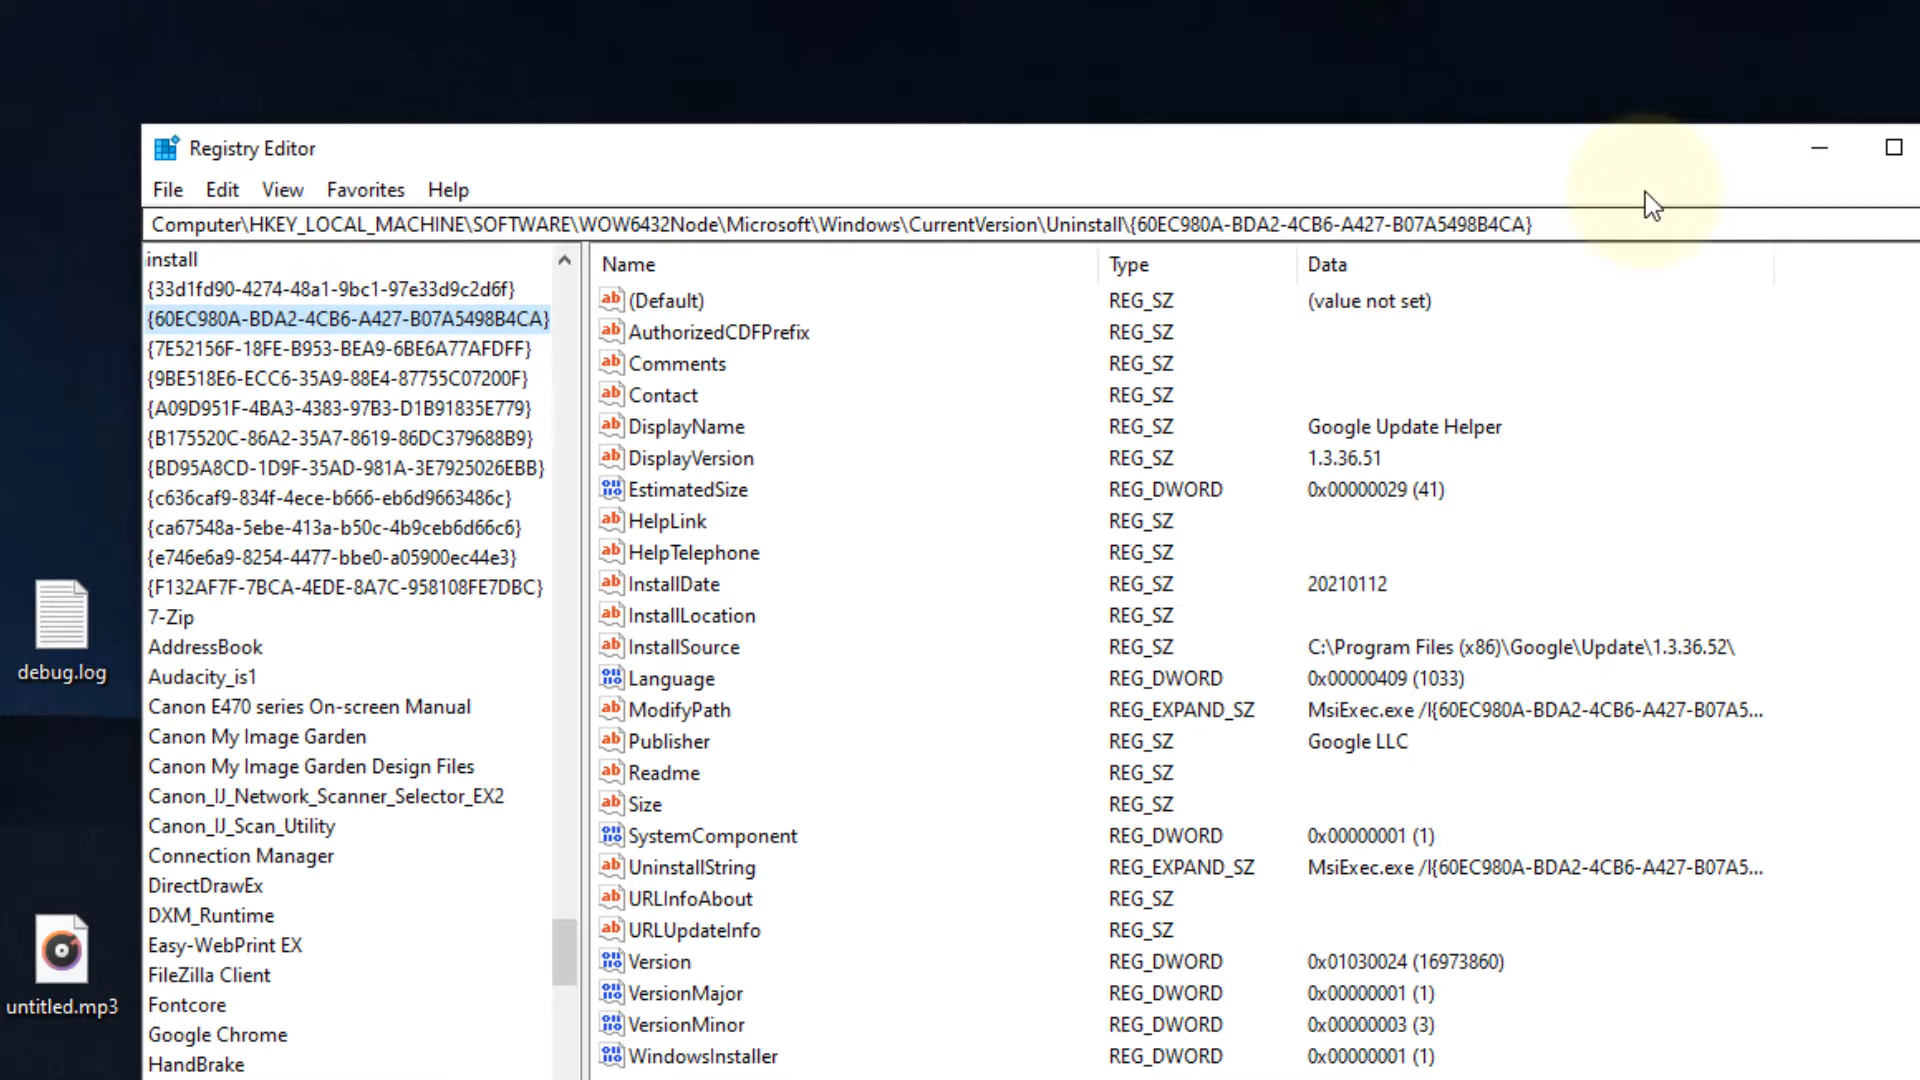 Registry Editor
File Edit View Favorites Help
Computer\HKEY_LOCAL_MACHINE\SOFTWARE\WOW6432Node\Microsoft\Windows\CurrentVersion\Uninstall\{60EC980A-BDA2-4CB6-A427-B07A5498B4CA}
install
{33d1fd90-4274-48a1-9bc1-97e33d9c2d6f}
{60EC980A-BDA2-4CB6-A427-B07A5498B4CA}
{7E52156F-18FE-B953-BEA9-6BE6A77AFDFF}
{9BE518E6-ECC6-35A9-88E4-87755C07200F}
{A09D951F-4BA3-4383-97B3-D1B91835E779}
{B175520C-86A2-35A7-8619-86DC379688B9}
{BD95A8CD-1D9F-35AD-981A-3E7925026EBB}
{c636caf9-834f-4ece-b666-eb6d9663486c}
{ca67548a-5ebe-413a-b50c-4b9ceb6d66c6}
{e746e6a9-8254-4477-bbe0-a05900ec44e3}
{F132AF7F-7BCA-4EDE-8A7C-958108FE7DBC}
7-Zip
AddressBook
Audacity_is1
Canon E470 series On-screen Manual
Canon My Image Garden
Canon My Image Garden Design Files
Canon_IJ_Network_Scanner_Selector_EX2
Canon_IJ_Scan_Utility
Connection Manager
DirectDrawEx
DXM_Runtime
Easy-WebPrint EX
FileZilla Client
Fontcore
Google Chrome
HandBrake
Name Type Data
(Default) REG_SZ (value not set)
AuthorizedCDFPrefix REG_SZ
Comments REG_SZ
Contact REG_SZ
DisplayName REG_SZ Google Update Helper
DisplayVersion REG_SZ 1.3.36.51
EstimatedSize REG_DWORD 0x00000029 (41)
HelpLink REG_SZ
HelpTelephone REG_SZ
InstallDate REG_SZ 20210112
InstallLocation REG_SZ
InstallSource REG_SZ C:\Program Files (x86)\Google\Update\1.3.36.52\
Language REG_DWORD 0x00000409 (1033)
ModifyPath REG_EXPAND_SZ MsiExec.exe /I{60EC980A-BDA2-4CB6-A427-B07A5...
Publisher REG_SZ Google LLC
Readme REG_SZ
Size REG_SZ
SystemComponent REG_DWORD 0x00000001 (1)
UninstallString REG_EXPAND_SZ MsiExec.exe /I{60EC980A-BDA2-4CB6-A427-B07A5...
URLInfoAbout REG_SZ
URLUpdateInfo REG_SZ
Version REG_DWORD 0x01030024 (16973860)
VersionMajor REG_DWORD 0x00000001 (1)
VersionMinor REG_DWORD 0x00000003 (3)
WindowsInstaller REG_DWORD 0x00000001 (1)
debug.log
untitled.mp3